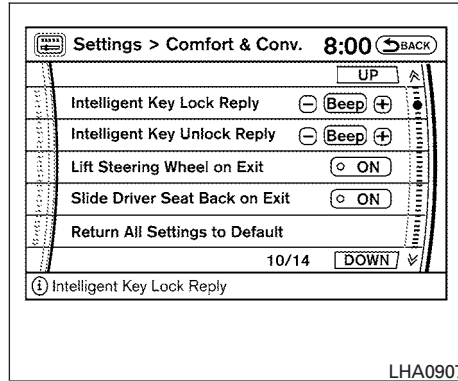 Settings > Comfort & Conv. 8:00 BACK
UP
Intelligent Key Lock Reply - Beep +
Intelligent Key Unlock Reply - Beep +
Lift Steering Wheel on Exit ON
Slide Driver Seat Back on Exit ON
Return All Settings to Default
10/14 DOWN
i Intelligent Key Lock Reply
LHA0907